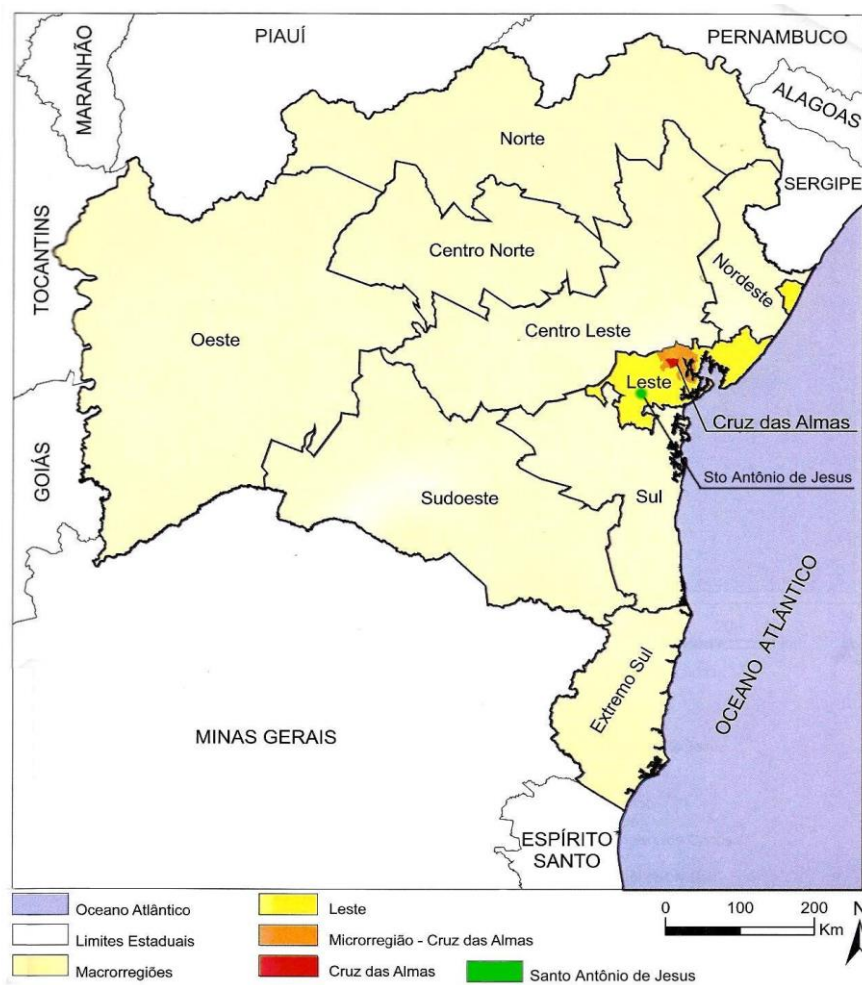 PIAUÍ
PERNAMBUCO
MARANHÃO
ALAGOAS
Norte
SERGIPE
TOCANTINS
Centro Norte
Nordeste
Oeste
Centro Leste
Leste
Cruz das Almas
GOIÁS
Sto Antônio de Jesus
Sudoeste
Sul
OCEANO ATLÂNTICO
Extremo Sul
MINAS GERAIS
ESPÍRITO
SANTO
Oceano Atlântico
Leste
0 100 200
Km
N
Limites Estaduais
Microrregião - Cruz das Almas
Macrorregiões
Cruz das Almas
Santo Antônio de Jesus